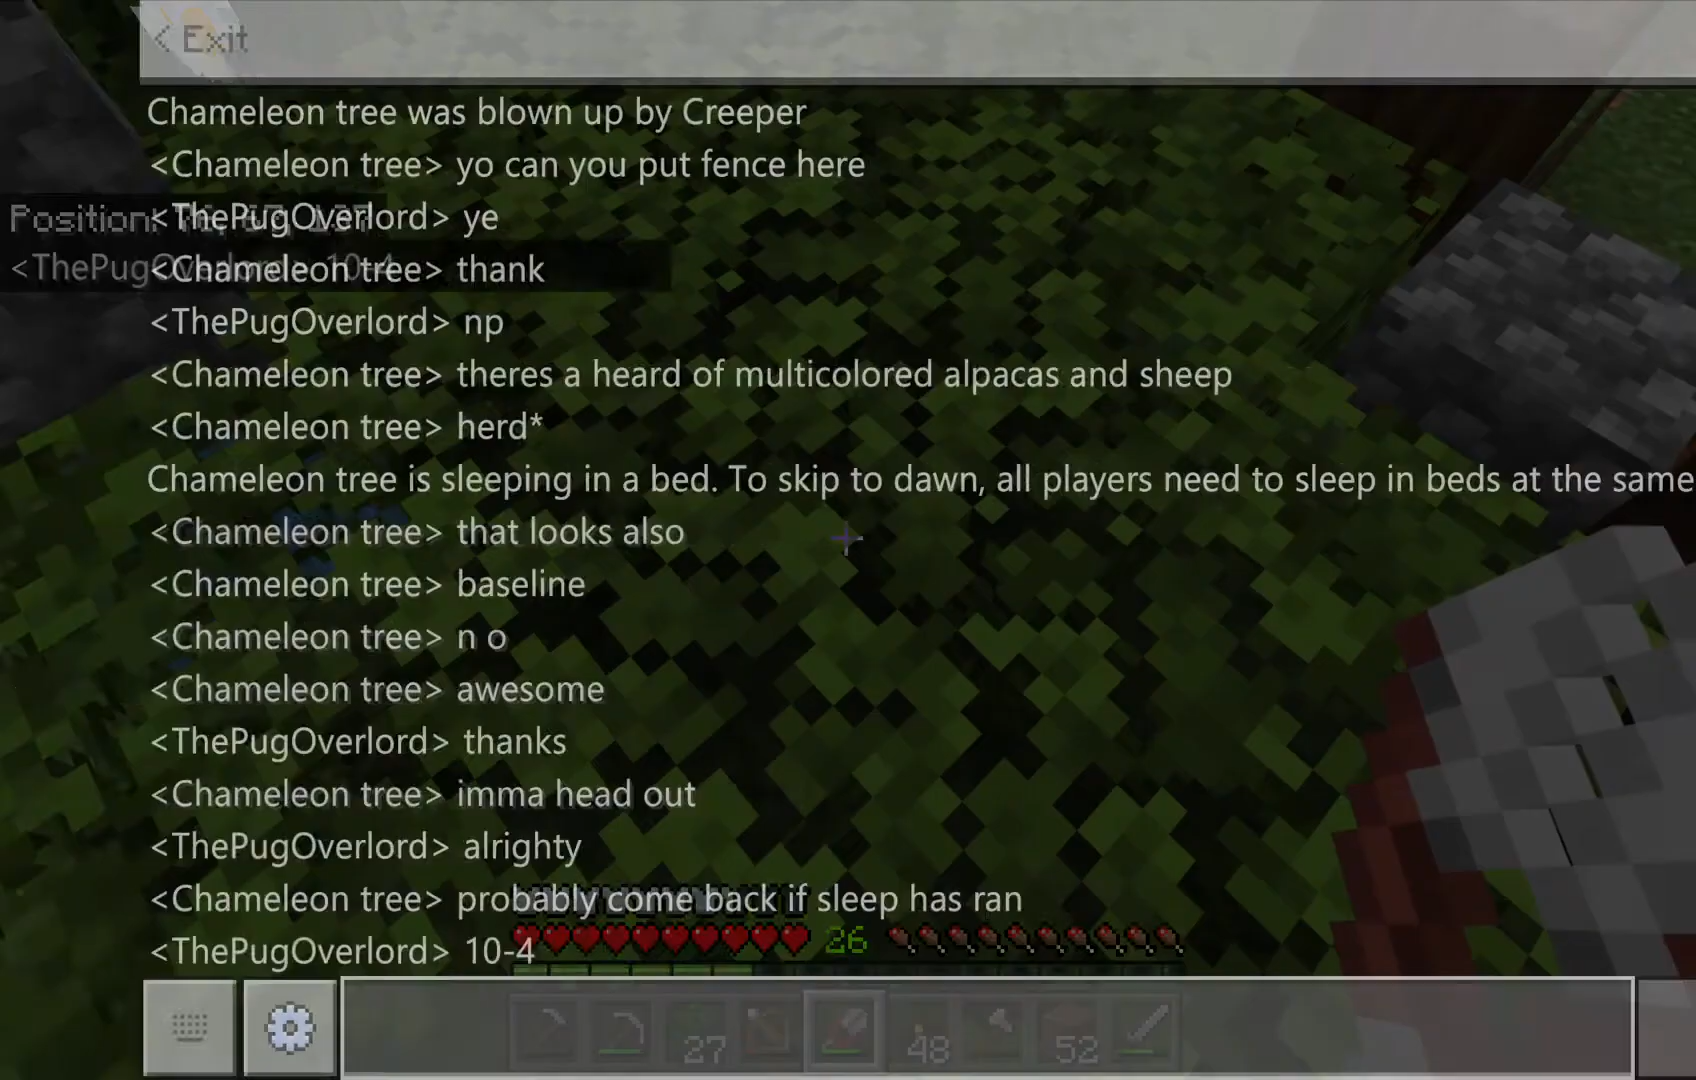 < Exit
Chameleon tree was blown up by Creeper
<Chameleon tree> yo can you put fence here
Position:
<ThePugOverlord> ye
<Chameleon tree> thank
<ThePugOverlord> 10-4
<ThePugOverlord> np
<Chameleon tree> theres a heard of multicolored alpacas and sheep
<Chameleon tree> herd*
Chameleon tree is sleeping in a bed. To skip to dawn, all players need to sleep in beds at the same
<Chameleon tree> that looks also
<Chameleon tree> baseline
<Chameleon tree> n o
<Chameleon tree> awesome
<ThePugOverlord> thanks
<Chameleon tree> imma head out
<ThePugOverlord> alrighty
<Chameleon tree> probably come back if sleep has ran
<ThePugOverlord> 10-4
26
27 48 52